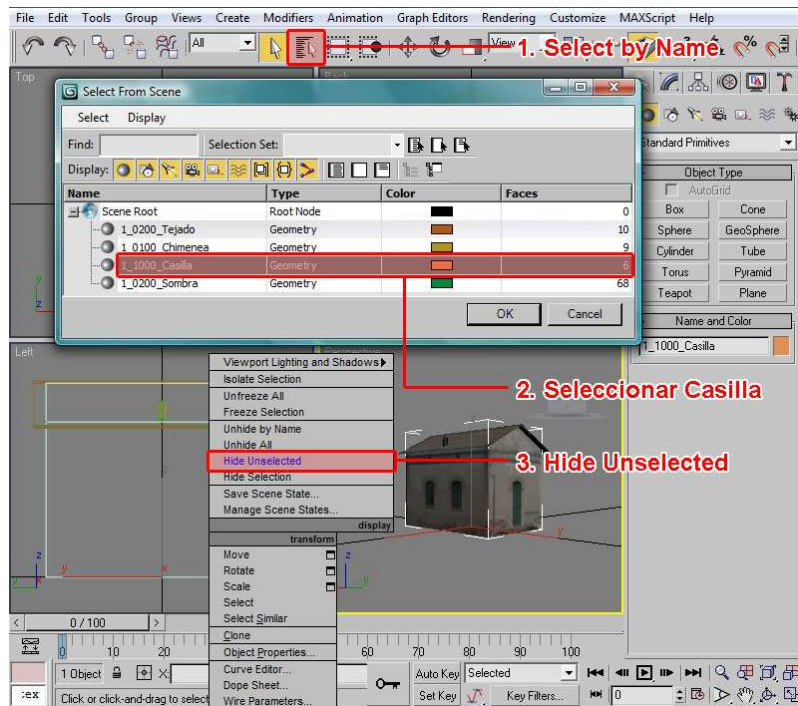 File Edit Tools Group Views Create Modifiers Animation Graph Editors Rendering Customize MAXScript Help
All
View
1. Select by Name
Top
Select From Scene
Select Display
Find: Selection Set:
Display:
Name Type Color Faces
Scene Root Root Node 0
1_0200_Tejado Geometry 10
1_0100_Chimenea Geometry 9
1_1000_Casilla Geometry 6
1_0200_Sombra Geometry 68
OK Cancel
Standard Primitives
Object Type
AutoGrid
Box Cone
Sphere GeoSphere
Cylinder Tube
Torus Pyramid
Teapot Plane
Name and Color
1_1000_Casilla
y
z
Left
Viewport Lighting and Shadows
Isolate Selection
Unfreeze All
Freeze Selection
Unhide by Name
Unhide All
Hide Unselected
Hide Selection
Save Scene State...
Manage Scene States...
display
transform
Move
Rotate
Scale
Select
Select Similar
Clone
Object Properties...
Curve Editor...
Dope Sheet...
Wire Parameters...
2. Seleccionar Casilla
3. Hide Unselected
z
y
x
z
y
y
0 / 100
0 10 20 60 70 80 90 100
1 Object X:
Auto Key Selected
Click or click-and-drag to select
Set Key Key Filters... 0